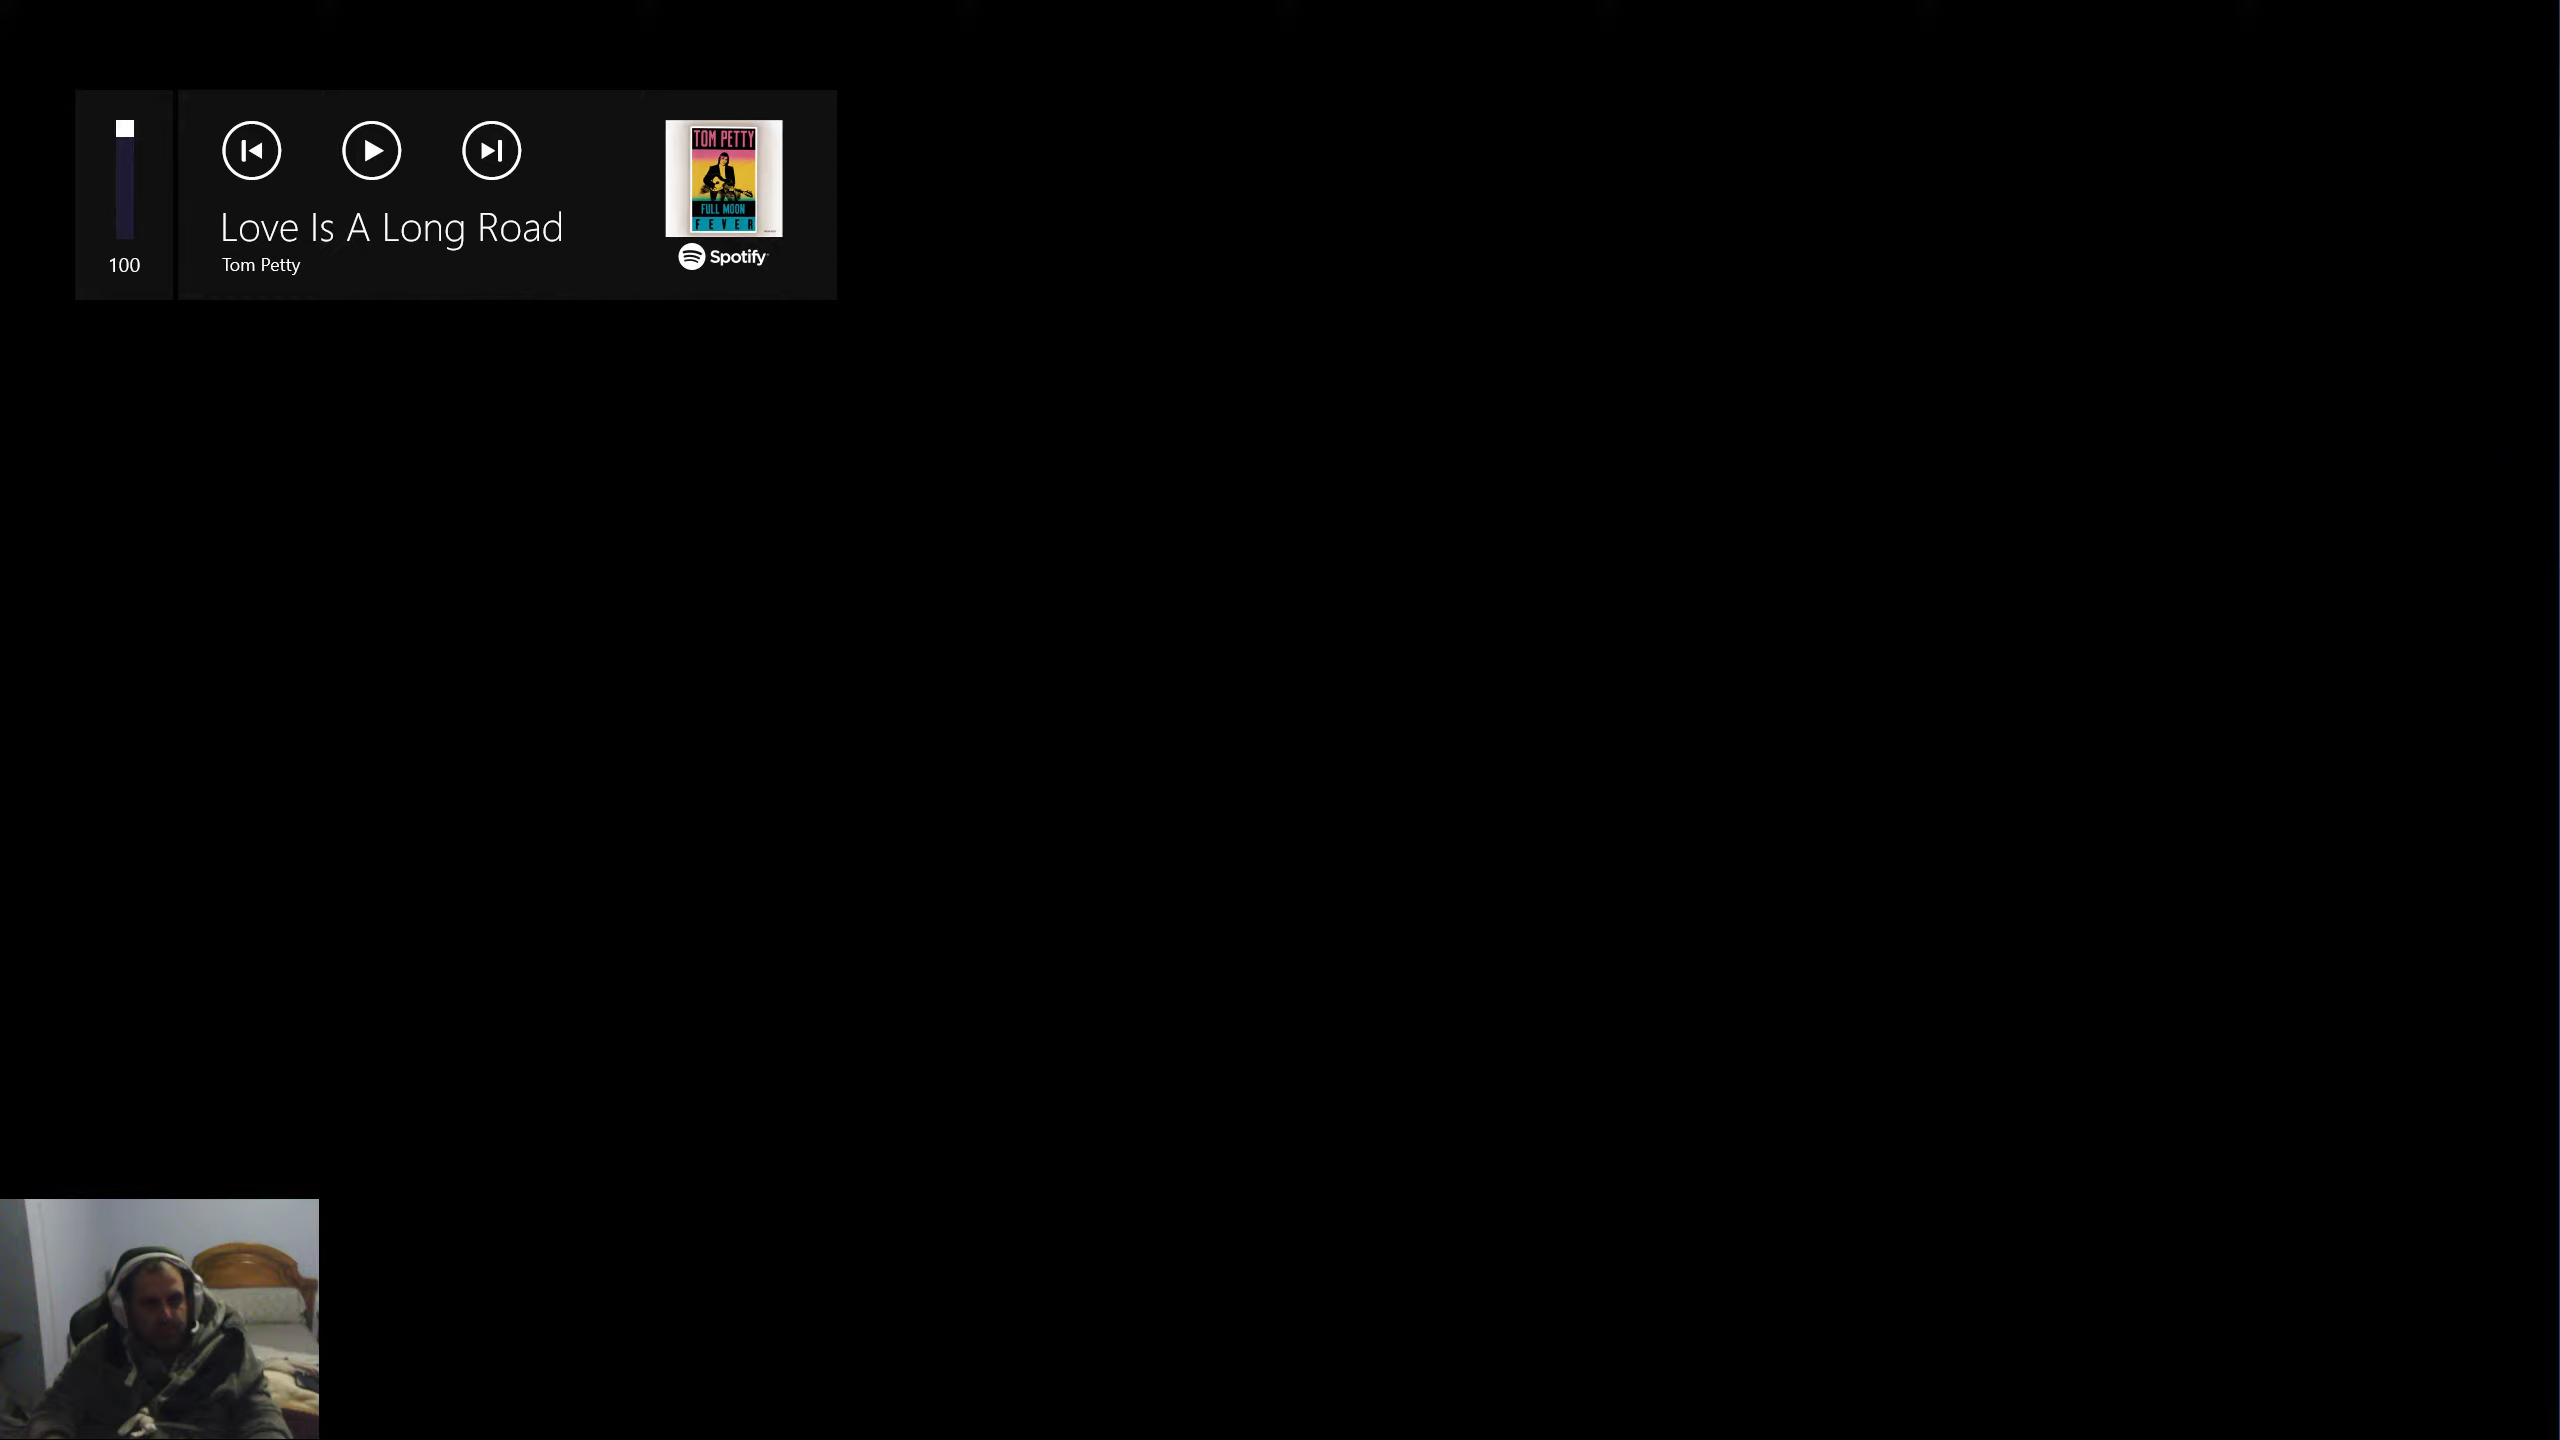 Love Is A Long Road
Tom Petty
100
TOM PETTY
FULL MOON
FEVER
Spotify